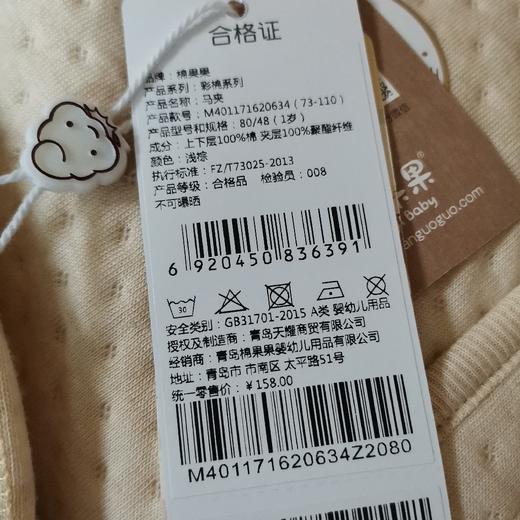 合格证
品牌：棉果果
产品系列：彩棉系列
产品名称：马夹
产品款号：M401171620634 (73-110)
产品型号和规格：80/48 (1岁)
成分：上下层100%棉 夹层100%聚酯纤维
颜色：浅棕
执行标准：FZ/T73025-2013
产品等级：合格品 检验员：008
不可曝晒
6 920450 836391
30
安全类别：GB31701-2015 A类 婴幼儿用品
授权及制造商：青岛天耀商贸有限公司
经销商：青岛棉果果婴幼儿用品有限公司
地址：青岛市 市南区 太平路51号
统一零售价：¥158.00
M401171620634Z2080
果
Baby
anguoguo.com